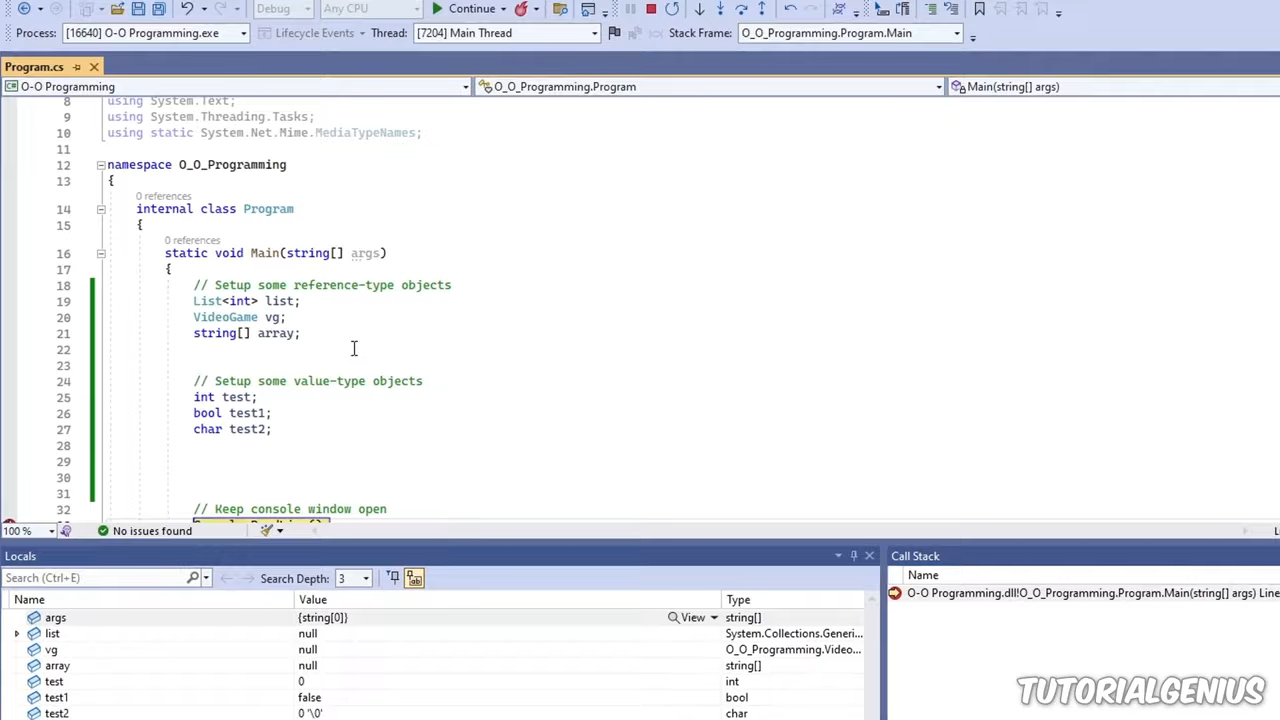 Debug Any CPU Continue
Process: [16640] O-O Programming.exe Lifecycle Events Thread: [7204] Main Thread Stack Frame: O_O_Programming.Program.Main
Program.cs
O-O Programming O_O_Programming.Program Main(string[] args)
8 using System.Text;
9 using System.Threading.Tasks;
10 using static System.Net.Mime.MediaTypeNames;
11
12 namespace O_O_Programming
13 {
0 references
14 internal class Program
15 {
0 references
16 static void Main(string[] args)
17 {
18 // Setup some reference-type objects
19 List<int> list;
20 VideoGame vg;
21 string[] array;
22
23
24 // Setup some value-type objects
25 int test;
26 bool test1;
27 char test2;
28
29
30
31
32 // Keep console window open
100 % No issues found
Locals Call Stack
Search (Ctrl+E) Search Depth: 3 Name
Name Value Type
args {string[0]} View string[] O-O Programming.dll!O_O_Programming.Program.Main(string[] args) Line
list null System.Collections.Generi...
vg null O_O_Programming.Video...
array null string[]
test 0 int
test1 false bool
test2 0 '\0' char
TUTORIALGENIUS